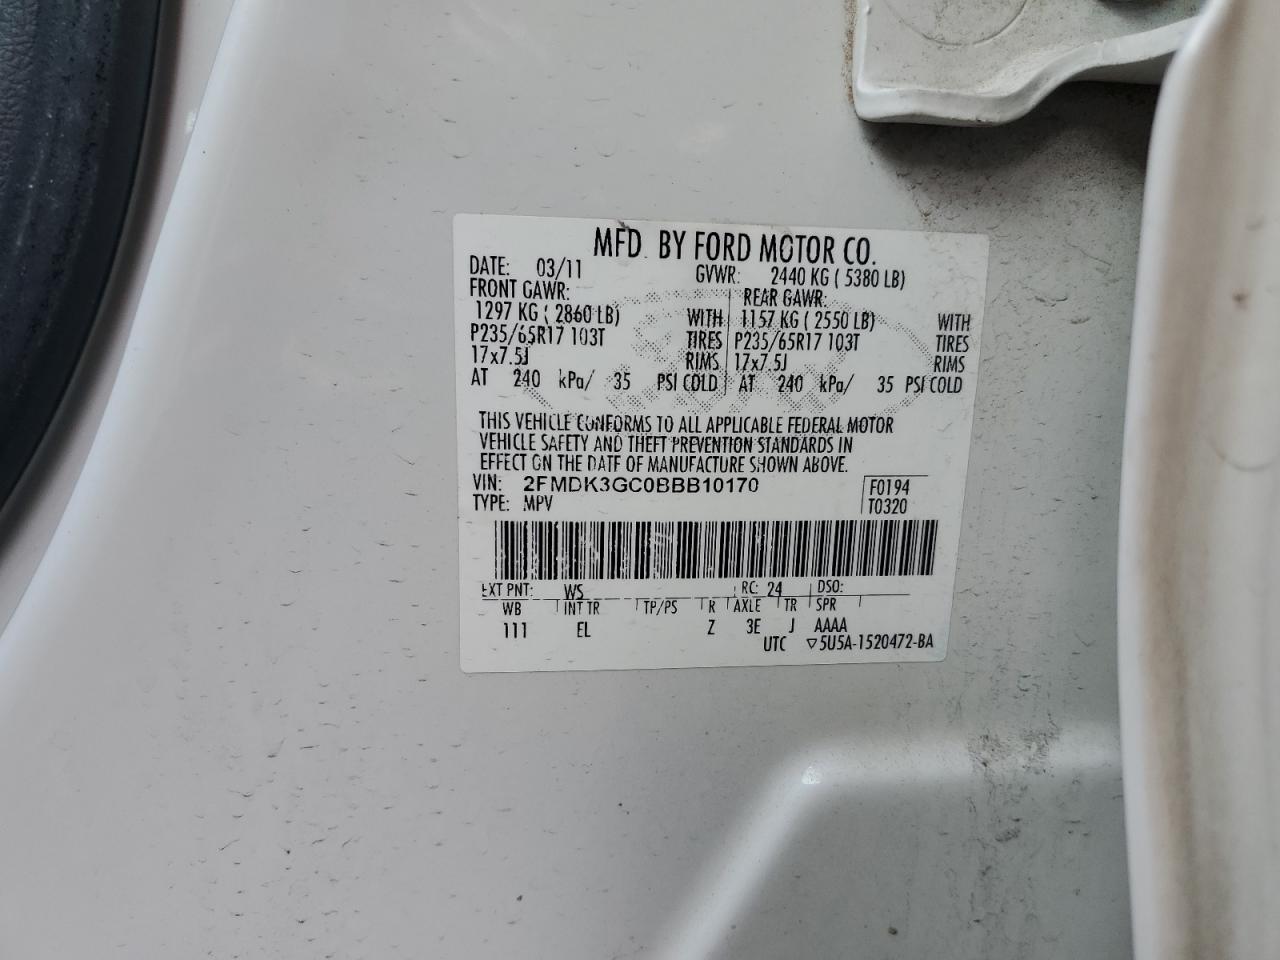 MFD. BY FORD MOTOR CO.
DATE: 03/11 GVWR: 2440 KG ( 5380 LB)
FRONT GAWR: REAR GAWR:
1297 KG ( 2860 LB) WITH 1157 KG ( 2550 LB) WITH
P235/65R17 103T TIRES P235/65R17 103T TIRES
17x7.5J RIMS 17x7.5J RIMS
AT 240 kPa/ 35 PSI COLD AT 240 kPa/ 35 PSI COLD
THIS VEHICLE CONFORMS TO ALL APPLICABLE FEDERAL MOTOR
VEHICLE SAFETY AND THEFT PREVENTION STANDARDS IN
EFFECT ON THE DATE OF MANUFACTURE SHOWN ABOVE.
VIN: 2FMDK3GC0BBB10170 F0194
TYPE: MPV T0320
EXT PNT: WS RC: 24 DSO:
WB INT TR TP/PS R AXLE TR SPR
111 EL Z 3E J AAAA
UTC ▽5U5A-1520472-BA